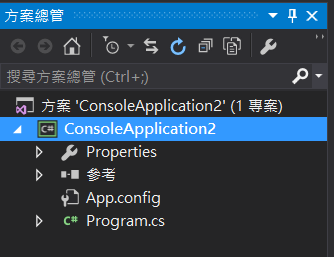 方案總管
搜尋方案總管 (Ctrl+;)
方案 'ConsoleApplication2' (1 專案)
C# ConsoleApplication2
Properties
參考
App.config
C# Program.cs